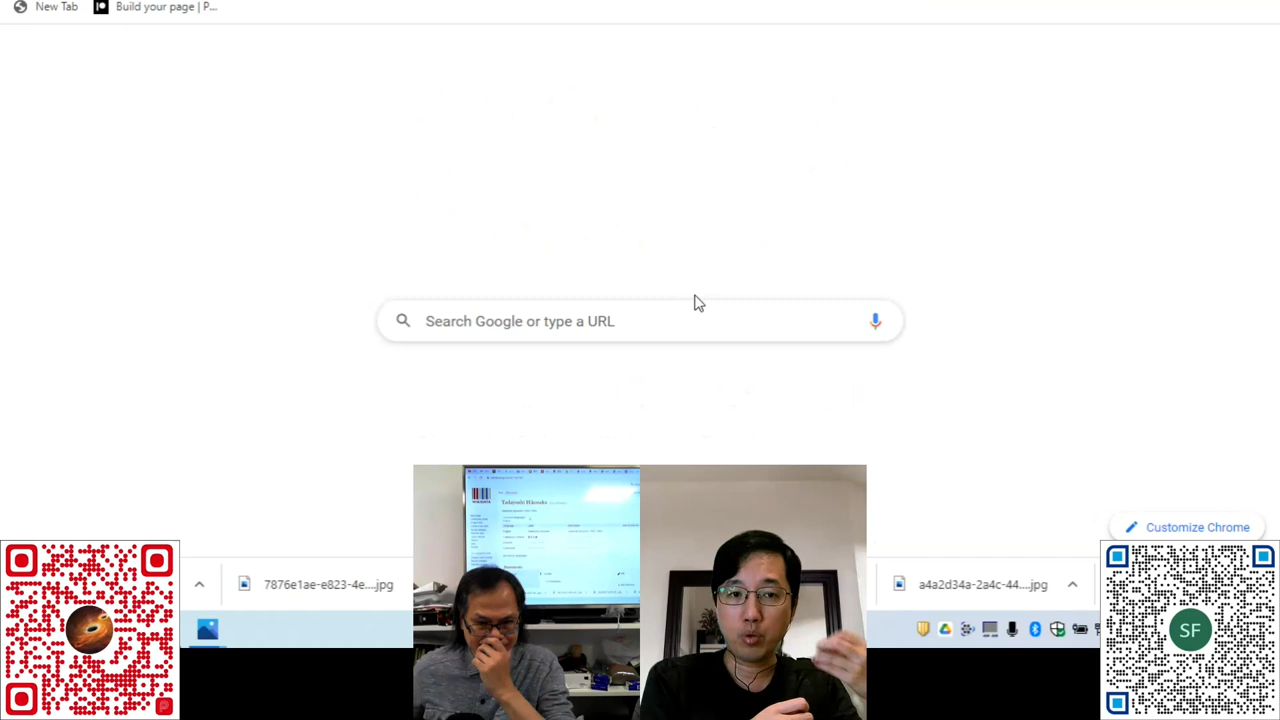 New Tab
Build your page | P...
Search Google or type a URL
Customize Chrome
7876e1ae-e823-4e....jpg
a4a2d34a-2a4c-44....jpg
SF